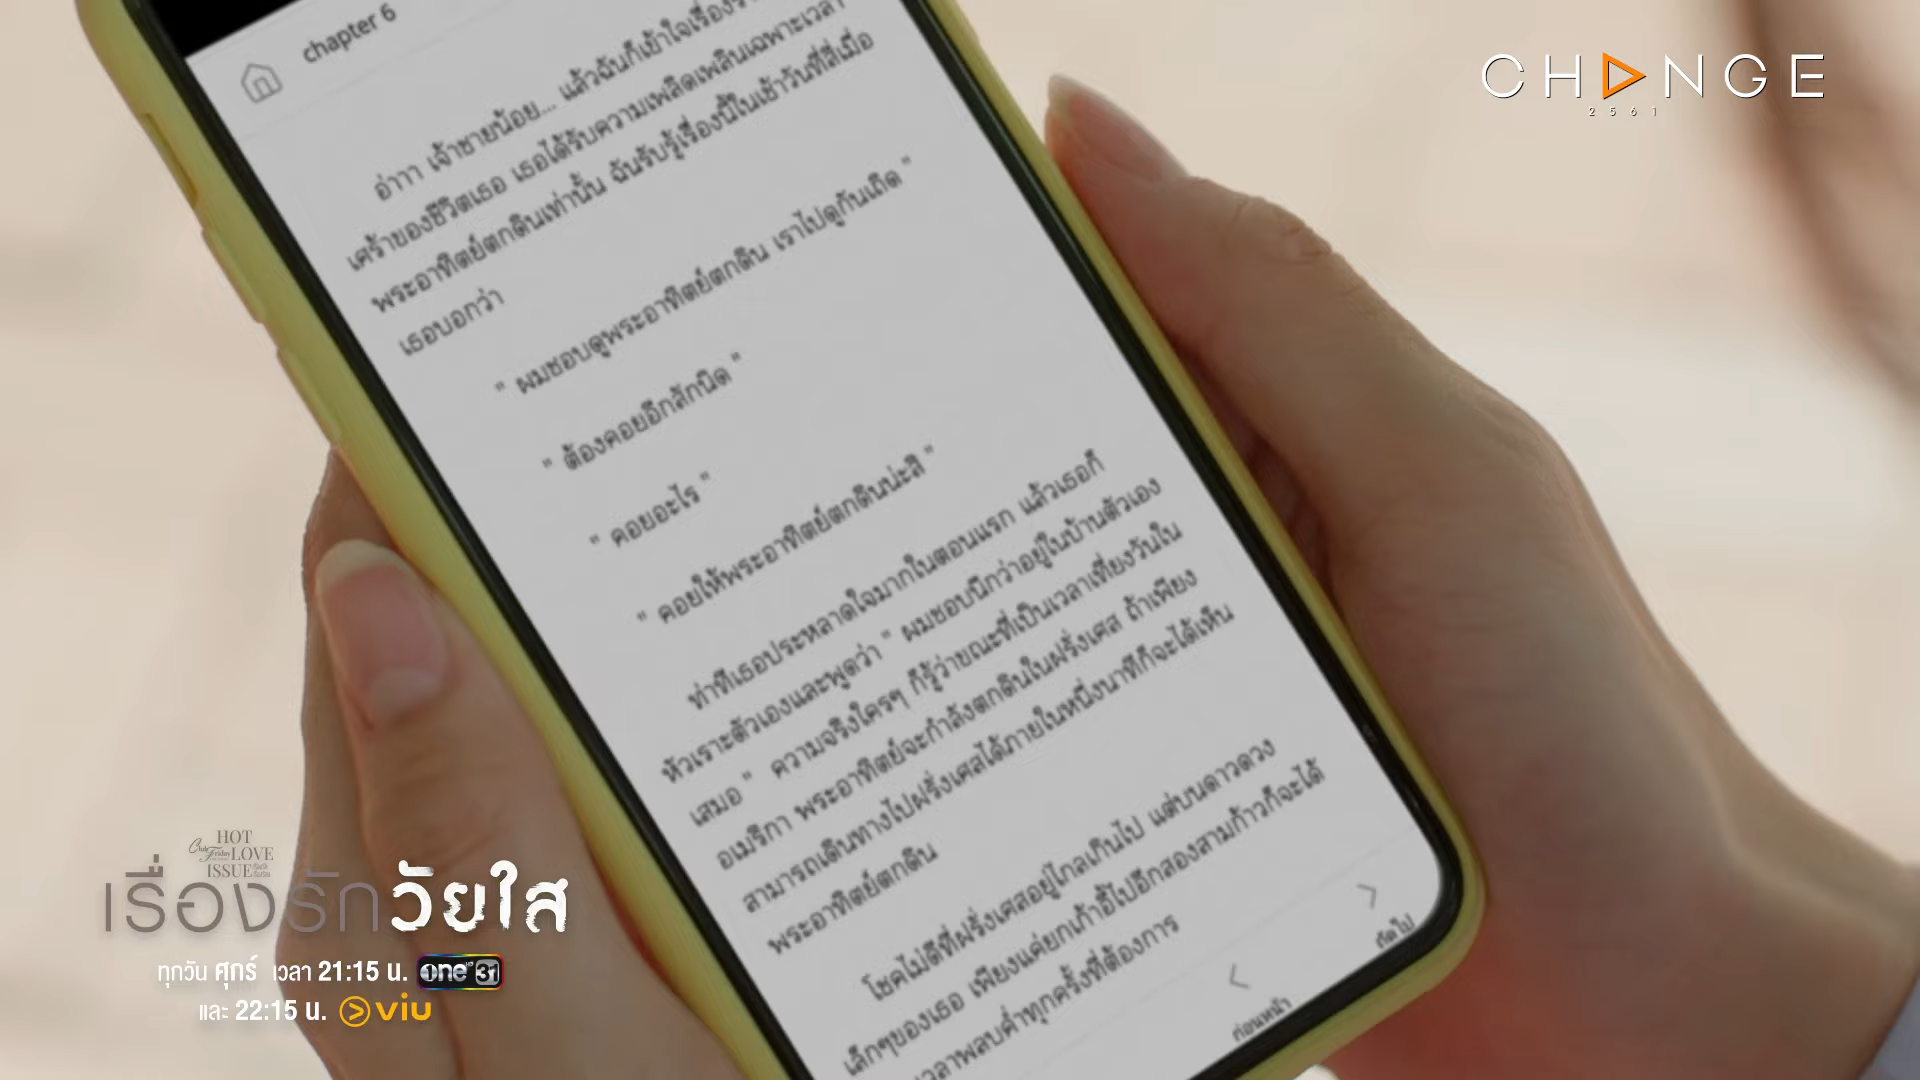 chapter 6
อ่าาา เจ้าชายน้อย... แล้วฉันก็เข้าใจเรื่อง
เศร้าของชีวิตเธอ เธอได้รับความเพลิดเพลินเฉพาะเวลา
พระอาทิตย์ตกดินเท่านั้น ฉันรับรู้เรื่องนี้ในเช้าวันที่สี่เมื่อ
เธอบอกว่า
" ผมชอบดูพระอาทิตย์ตกดิน เราไปดูกันเถิด "
" ต้องคอยอีกสักนิด "
" คอยอะไร "
" คอยให้พระอาทิตย์ตกดินน่ะสิ "
ท่าทีเธอประหลาดใจมากในตอนแรก แล้วเธอก็
หัวเราะตัวเองและพูดว่า " ผมชอบนึกว่าอยู่ในบ้านตัวเอง
เสมอ " ความจริงใครๆ ก็รู้ว่าขณะที่เป็นเวลาเที่ยงวันใน
อเมริกา พระอาทิตย์จะกำลังตกดินในฝรั่งเศส ถ้าเพียง
สามารถเดินทางไปฝรั่งเศสได้ภายในหนึ่งนาทีก็จะได้เห็น
พระอาทิตย์ตกดิน
โชคไม่ดีที่ฝรั่งเศสอยู่ไกลเกินไป แต่บนดาวดวง
เล็กๆของเธอ เพียงแค่ยกเก้าอี้ไปอีกสองสามก้าวก็จะได้
เวลาพลบค่ำทุกครั้งที่ต้องการ
ก่อนหน้า
ถัดไป
CHANGE
2561
HOT
Club Friday LOVE
ISSUE
เรื่องรักวัยใส
ทุกวัน ศุกร์ เวลา 21:15 น. one 31
และ 22:15 น. viu